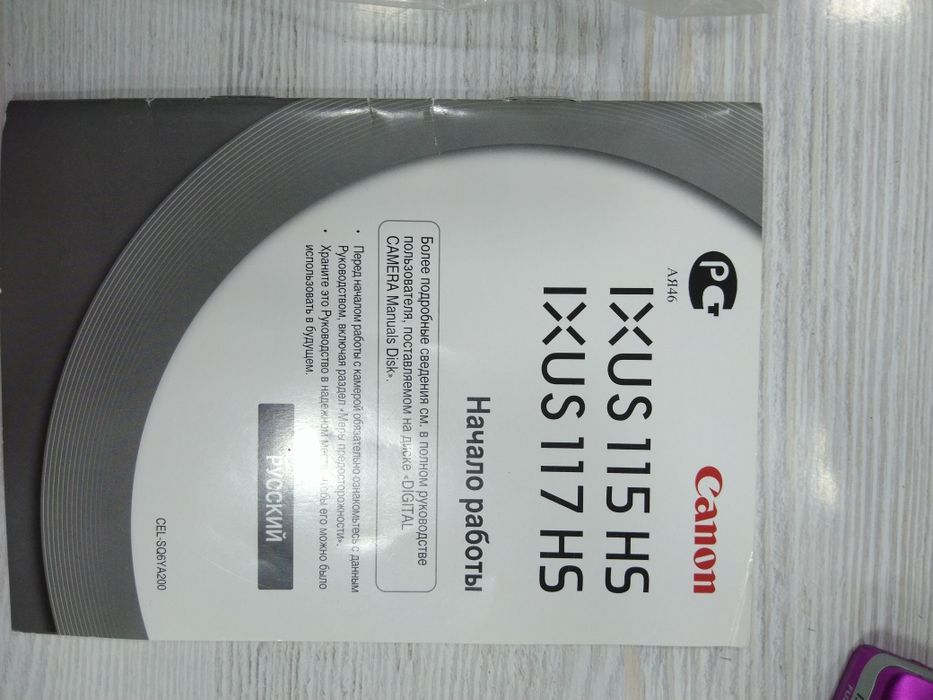 Canon
РСТ
АЯ46
IXUS 115 HS
IXUS 117 HS
Начало работы
Более подробные сведения см. в полном руководстве
пользователя, поставляемом на диске «DIGITAL
CAMERA Manuals Disk».
• Перед началом работы с камерой обязательно ознакомьтесь с данным
Руководством, включая раздел «Меры предосторожности».
• Храните это Руководство в надежном месте, чтобы его можно было
использовать в будущем.
РУССКИЙ
CEL-SQ6YA200